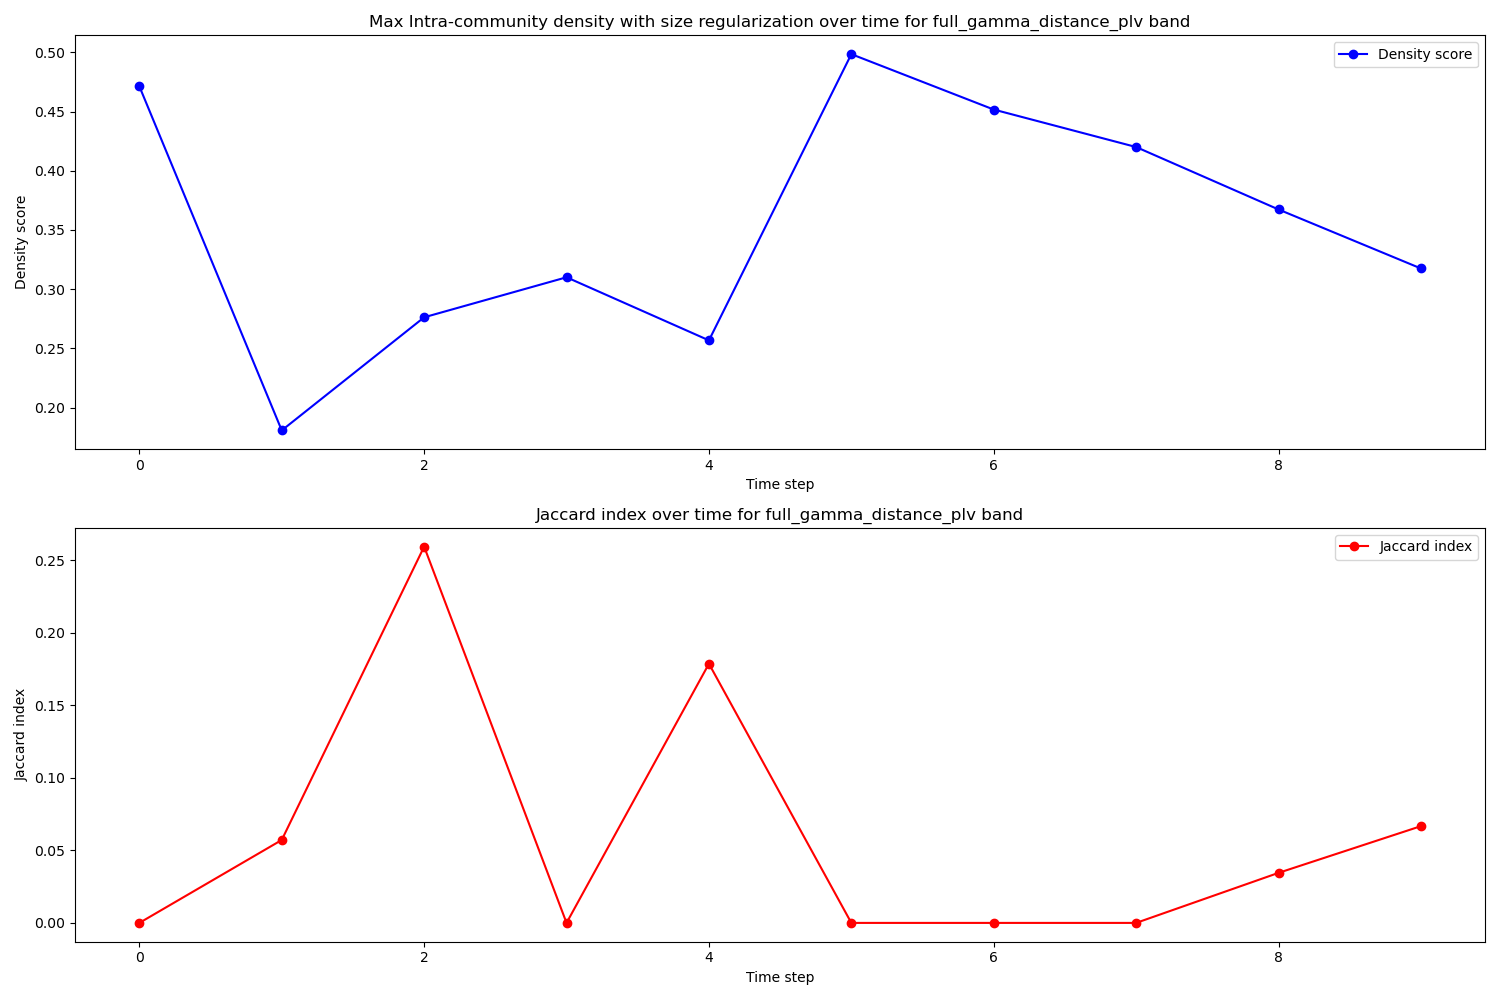 Max Intra-community density with size regularization over time for full_gamma_distance_plv band
Density score
0.50
0.45
0.40
0.35
0.30
0.25
0.20
Density score
0 2 4 6 8
Time step
Jaccard index over time for full_gamma_distance_plv band
Jaccard index
0.25
0.20
0.15
0.10
0.05
0.00
Jaccard index
0 2 4 6 8
Time step